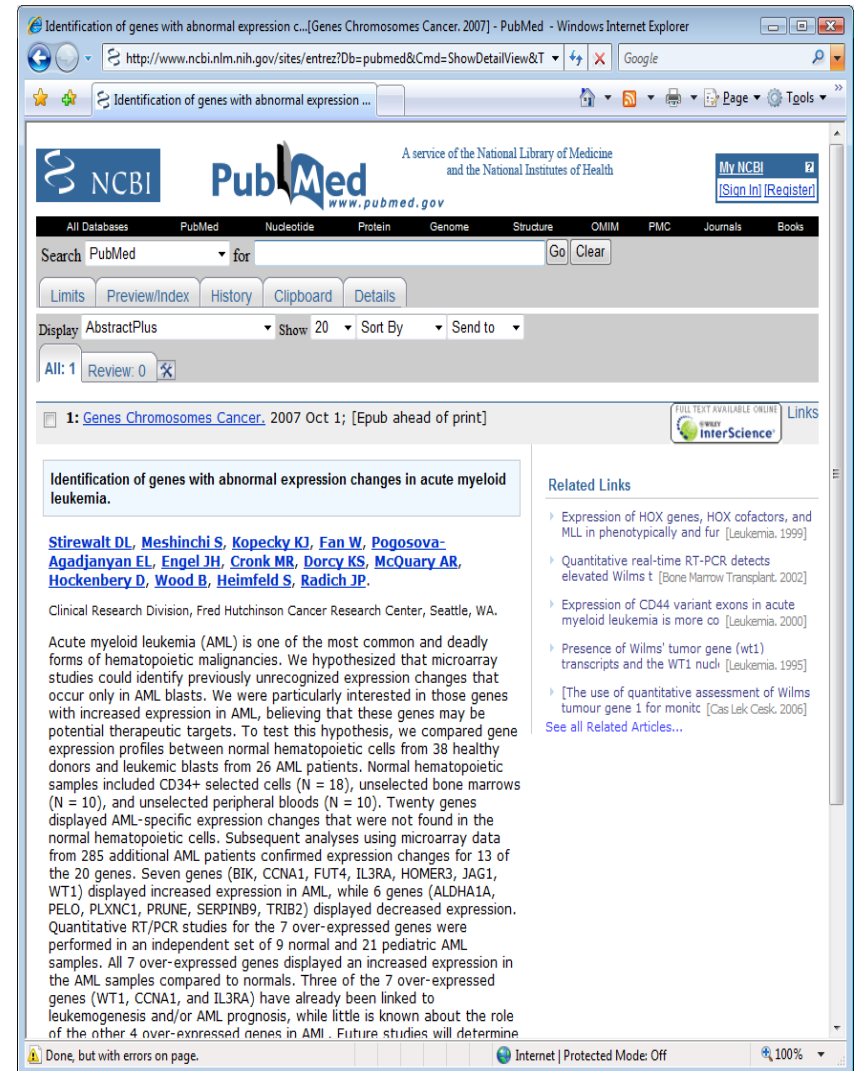 Identification of genes with abnormal expression c...[Genes Chromosomes Cancer. 2007] - PubMed - Windows Internet Explorer
http://www.ncbi.nlm.nih.gov/sites/entrez?Db=pubmed&Cmd=ShowDetailView&T
Google
Identification of genes with abnormal expression ...
Page
Tools
NCBI
PubMed
www.pubmed.gov
A service of the National Library of Medicine
and the National Institutes of Health
My NCBI ?
[Sign In] [Register]
All Databases PubMed Nucleotide Protein Genome Structure OMIM PMC Journals Books
Search PubMed for Go Clear
Limits Preview/Index History Clipboard Details
Display AbstractPlus Show 20 Sort By Send to
All: 1 Review: 0
1: Genes Chromosomes Cancer. 2007 Oct 1; [Epub ahead of print]
FULL TEXT AVAILABLE ONLINE
WILEY
InterScience
Links
Identification of genes with abnormal expression changes in acute myeloid
leukemia.
Stirewalt DL, Meshinchi S, Kopecky KJ, Fan W, Pogosova-
Agadjanyan EL, Engel JH, Cronk MR, Dorcy KS, McQuary AR,
Hockenbery D, Wood B, Heimfeld S, Radich JP.
Clinical Research Division, Fred Hutchinson Cancer Research Center, Seattle, WA.
Acute myeloid leukemia (AML) is one of the most common and deadly
forms of hematopoietic malignancies. We hypothesized that microarray
studies could identify previously unrecognized expression changes that
occur only in AML blasts. We were particularly interested in those genes
with increased expression in AML, believing that these genes may be
potential therapeutic targets. To test this hypothesis, we compared gene
expression profiles between normal hematopoietic cells from 38 healthy
donors and leukemic blasts from 26 AML patients. Normal hematopoietic
samples included CD34+ selected cells (N = 18), unselected bone marrows
(N = 10), and unselected peripheral bloods (N = 10). Twenty genes
displayed AML-specific expression changes that were not found in the
normal hematopoietic cells. Subsequent analyses using microarray data
from 285 additional AML patients confirmed expression changes for 13 of
the 20 genes. Seven genes (BIK, CCNA1, FUT4, IL3RA, HOMER3, JAG1,
WT1) displayed increased expression in AML, while 6 genes (ALDHA1A,
PELO, PLXNC1, PRUNE, SERPINB9, TRIB2) displayed decreased expression.
Quantitative RT/PCR studies for the 7 over-expressed genes were
performed in an independent set of 9 normal and 21 pediatric AML
samples. All 7 over-expressed genes displayed an increased expression in
the AML samples compared to normals. Three of the 7 over-expressed
genes (WT1, CCNA1, and IL3RA) have already been linked to
leukemogenesis and/or AML prognosis, while little is known about the role
of the other 4 over-expressed genes in AML. Future studies will determine
Related Links
Expression of HOX genes, HOX cofactors, and
MLL in phenotypically and fur [Leukemia. 1999]
Quantitative real-time RT-PCR detects
elevated Wilms t [Bone Marrow Transplant. 2002]
Expression of CD44 variant exons in acute
myeloid leukemia is more co [Leukemia. 2000]
Presence of Wilms' tumor gene (wt1)
transcripts and the WT1 nucl [Leukemia. 1995]
[The use of quantitative assessment of Wilms
tumour gene 1 for monitc [Cas Lek Cesk. 2006]
See all Related Articles...
Done, but with errors on page.
Internet | Protected Mode: Off
100%